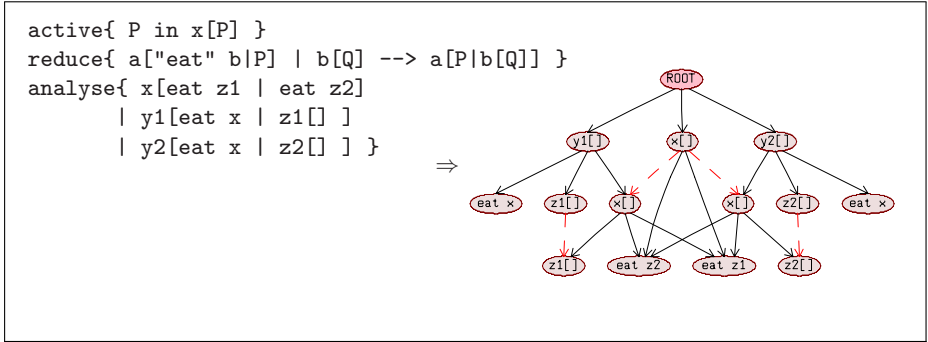 active{ P in x[P] }
reduce{ a["eat" b|P] | b[Q] --> a[P|b[Q]] }
analyse{ x[eat z1 | eat z2]
| y1[eat x | z1[] ]
| y2[eat x | z2[] ] }
⇒
ROOT
y1[] x[] y2[]
eat x z1[] x[] x[] z2[] eat x
z1[] eat z2 eat z1 z2[]